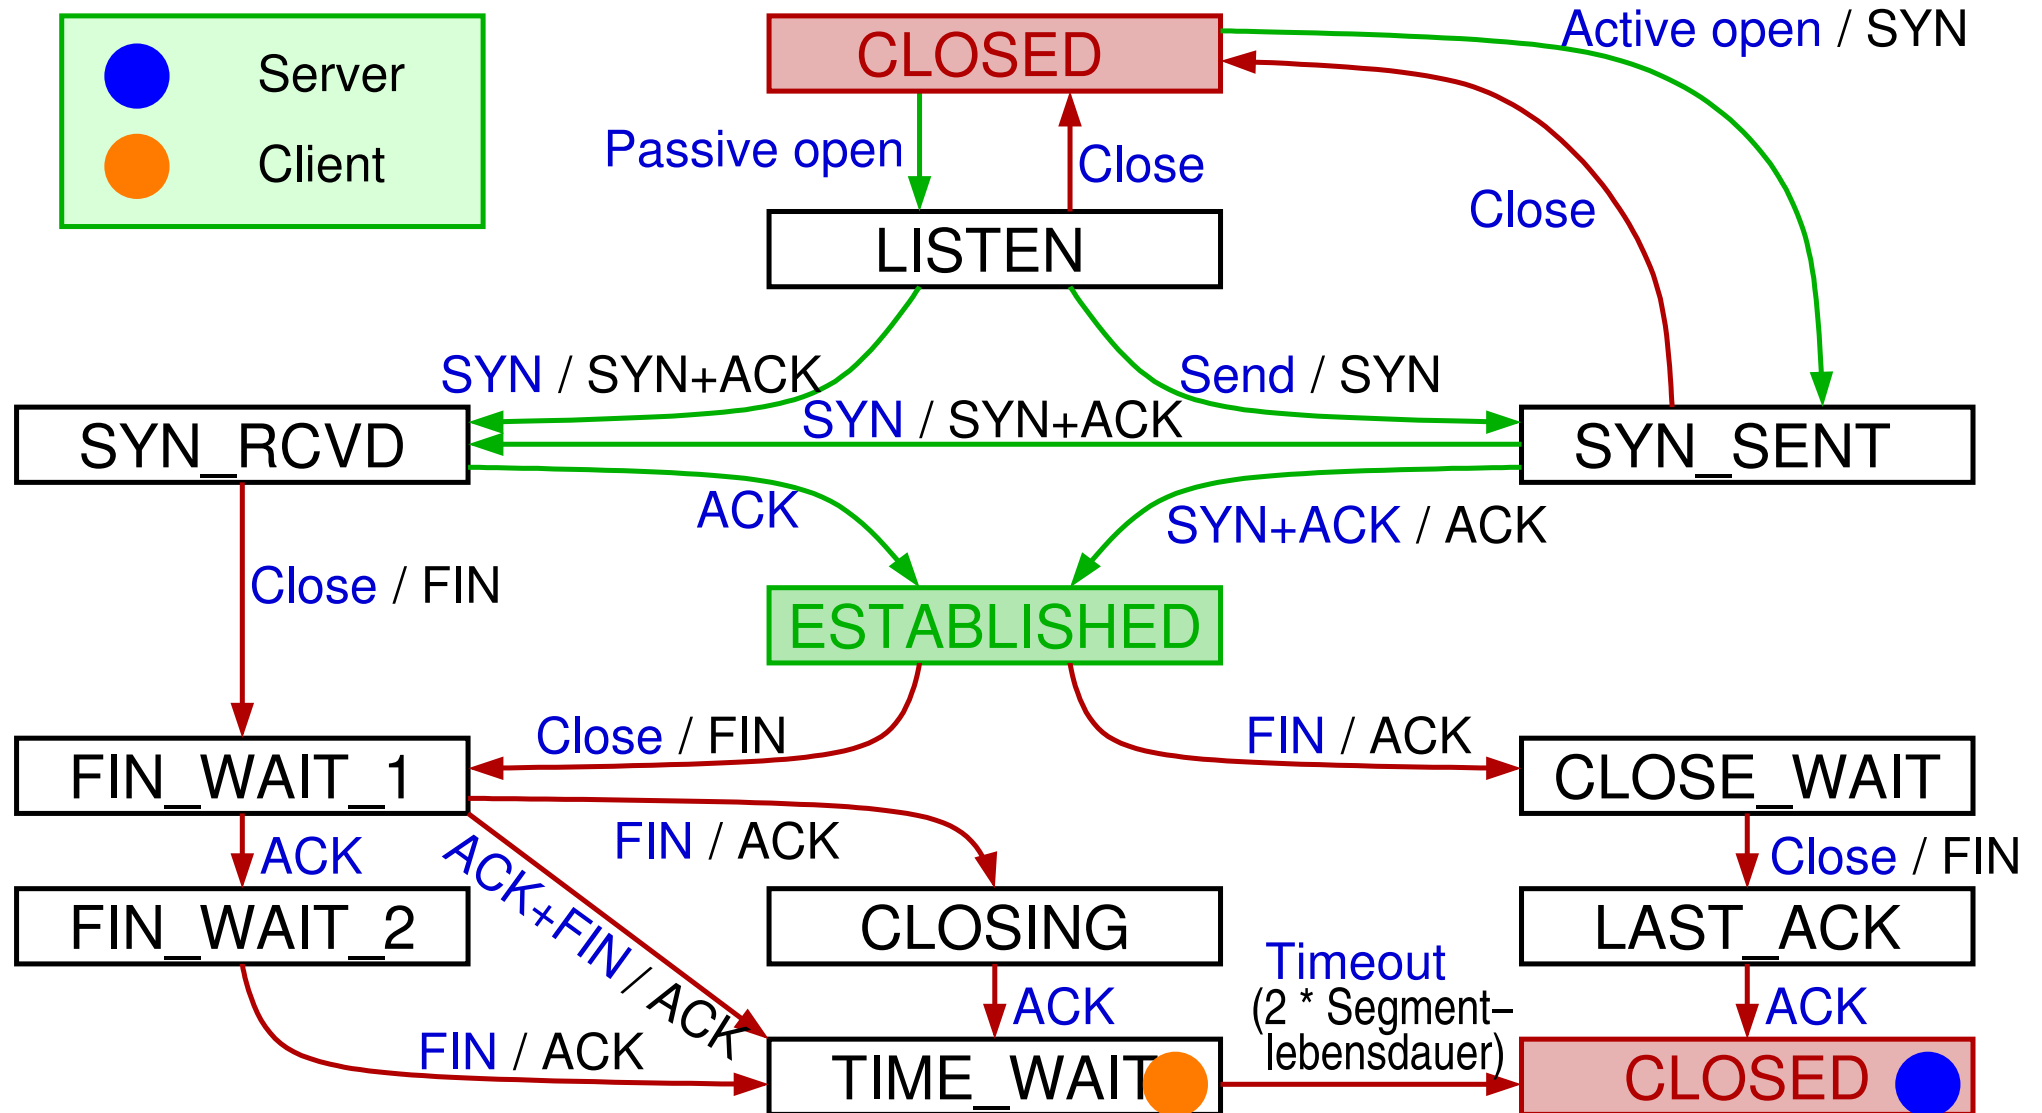 Server
Client
CLOSED
Active open / SYN
Passive open
Close
Close
LISTEN
SYN / SYN+ACK
Send / SYN
SYN / SYN+ACK
SYN_RCVD
SYN_SENT
ACK
SYN+ACK / ACK
Close / FIN
ESTABLISHED
Close / FIN
FIN / ACK
FIN_WAIT_1
CLOSE_WAIT
ACK
ACK+FIN / ACK
FIN / ACK
Close / FIN
FIN_WAIT_2
CLOSING
LAST_ACK
Timeout
(2 * Segment–
lebensdauer)
ACK
ACK
FIN / ACK
TIME_WAIT
CLOSED